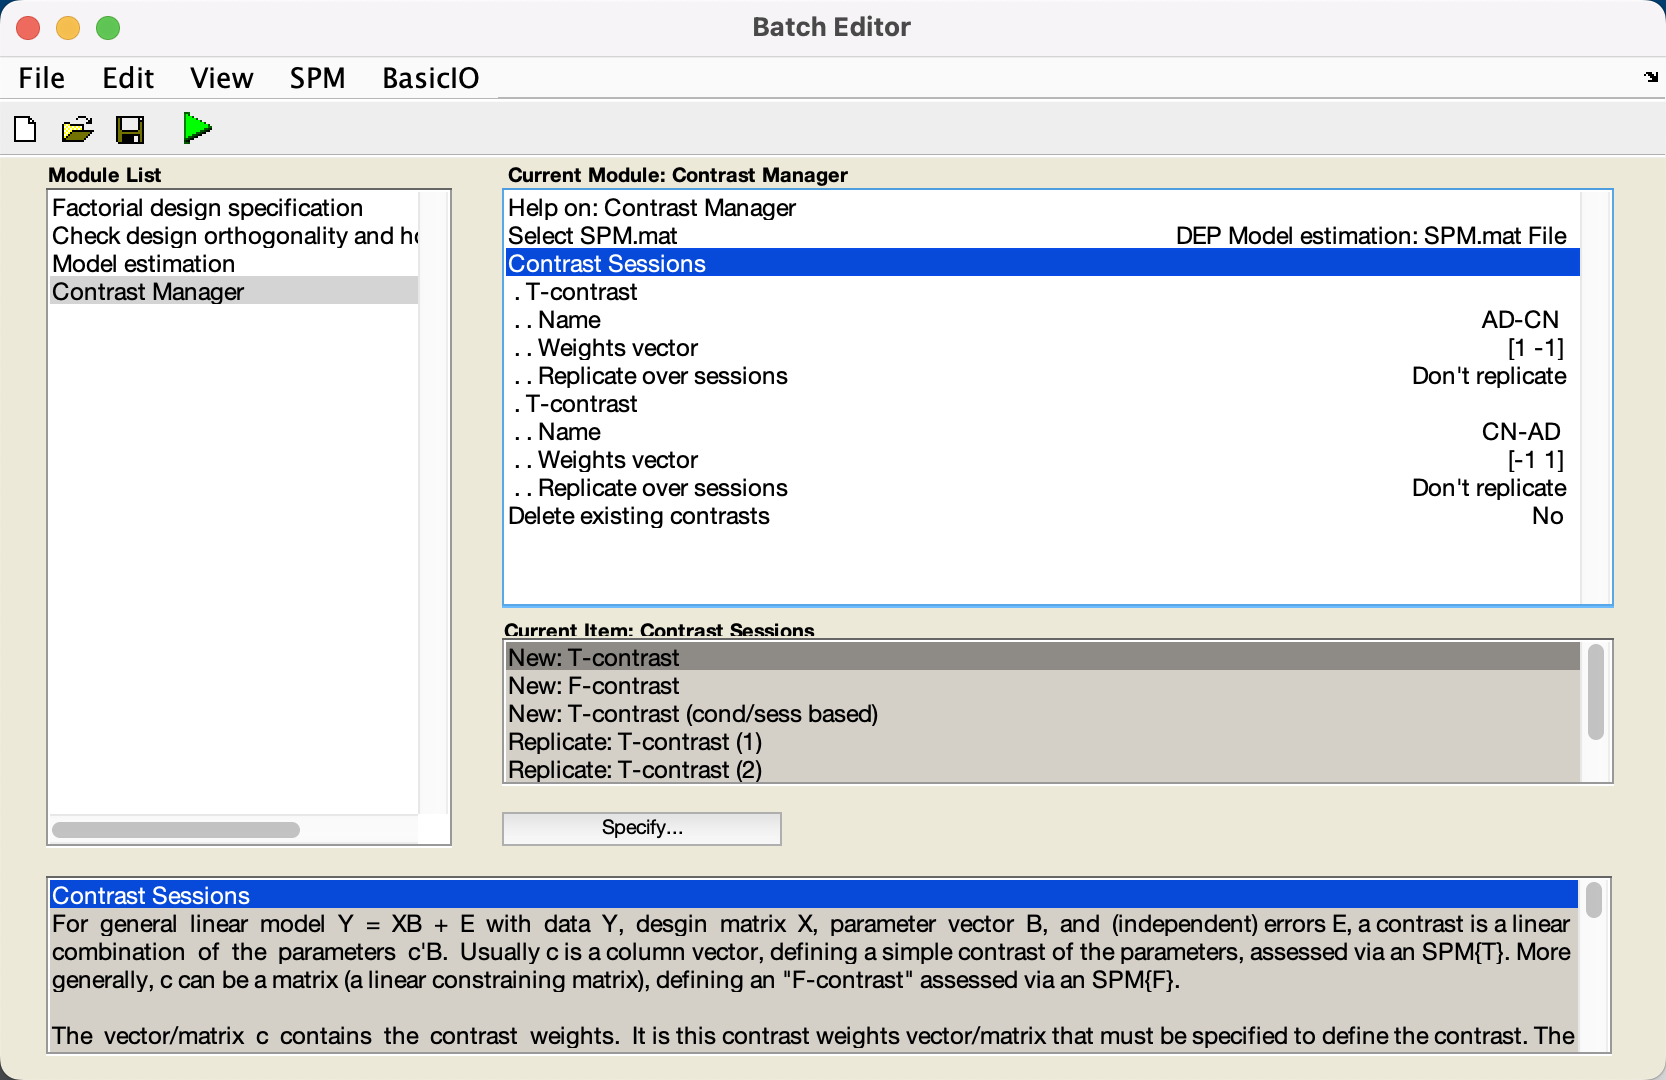 Batch Editor
File Edit View SPM BasicIO
Module List
Factorial design specification
Check design orthogonality and
Model estimation
Contrast Manager
Current Module: Contrast Manager
Help on: Contrast Manager
Select SPM.mat DEP Model estimation: SPM.mat File
Contrast Sessions
. T-contrast
. . Name AD-CN
. . Weights vector [1 -1]
. . Replicate over sessions Don't replicate
. T-contrast
. . Name CN-AD
. . Weights vector [-1 1]
. . Replicate over sessions Don't replicate
Delete existing contrasts No
Current Item: Contrast Sessions
New: T-contrast
New: F-contrast
New: T-contrast (cond/sess based)
Replicate: T-contrast (1)
Replicate: T-contrast (2)
Specify...
Contrast Sessions
For general linear model Y = XB + E with data Y, desgin matrix X, parameter vector B, and (independent) errors E, a contrast is a linear
combination of the parameters c'B. Usually c is a column vector, defining a simple contrast of the parameters, assessed via an SPM{T}. More
generally, c can be a matrix (a linear constraining matrix), defining an "F-contrast" assessed via an SPM{F}.
The vector/matrix c contains the contrast weights. It is this contrast weights vector/matrix that must be specified to define the contrast. The